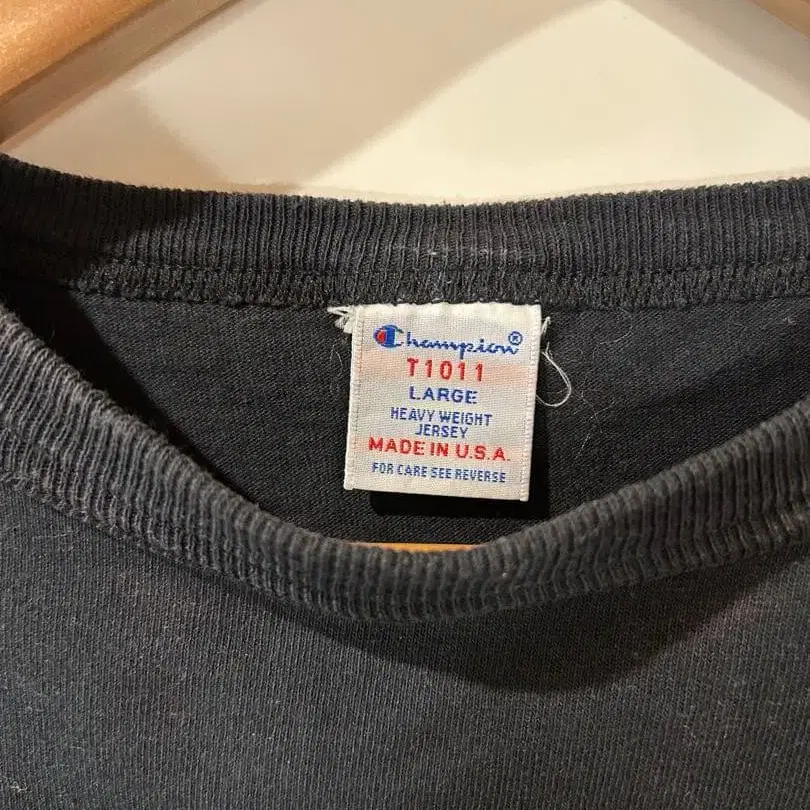 Champion®
T1011
LARGE
HEAVY WEIGHT
JERSEY
MADE IN U.S.A.
FOR CARE SEE REVERSE